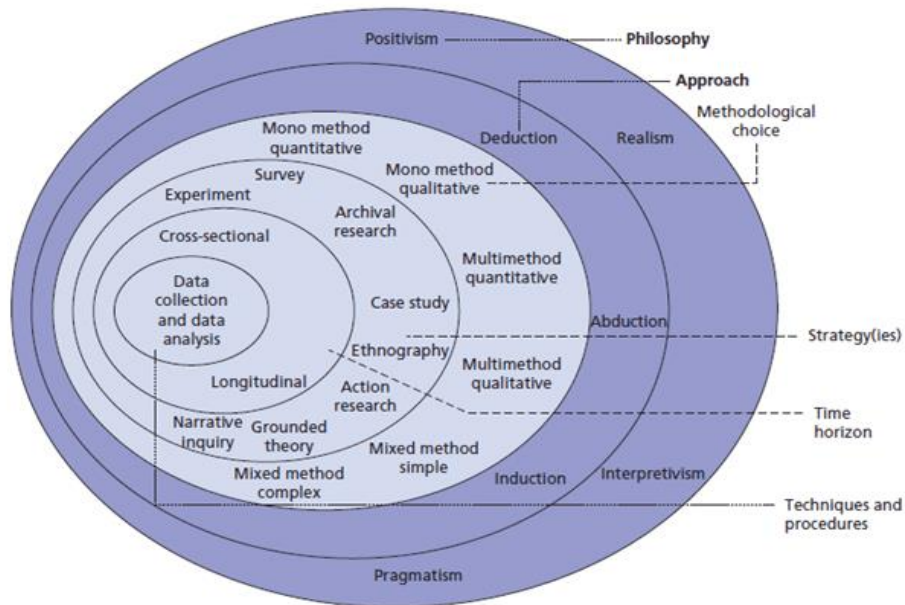 Positivism
Philosophy
Approach
Methodological
choice
Mono method
quantitative
Deduction
Realism
Survey
Mono method
qualitative
Experiment
Archival
research
Cross-sectional
Multimethod
quantitative
Data
collection
and data
analysis
Case study
Abduction
Strategy(ies)
Ethnography
Multimethod
qualitative
Longitudinal
Action
research
Time
horizon
Narrative
inquiry
Grounded
theory
Mixed method
simple
Mixed method
complex
Induction
Interpretivism
Techniques and
procedures
Pragmatism